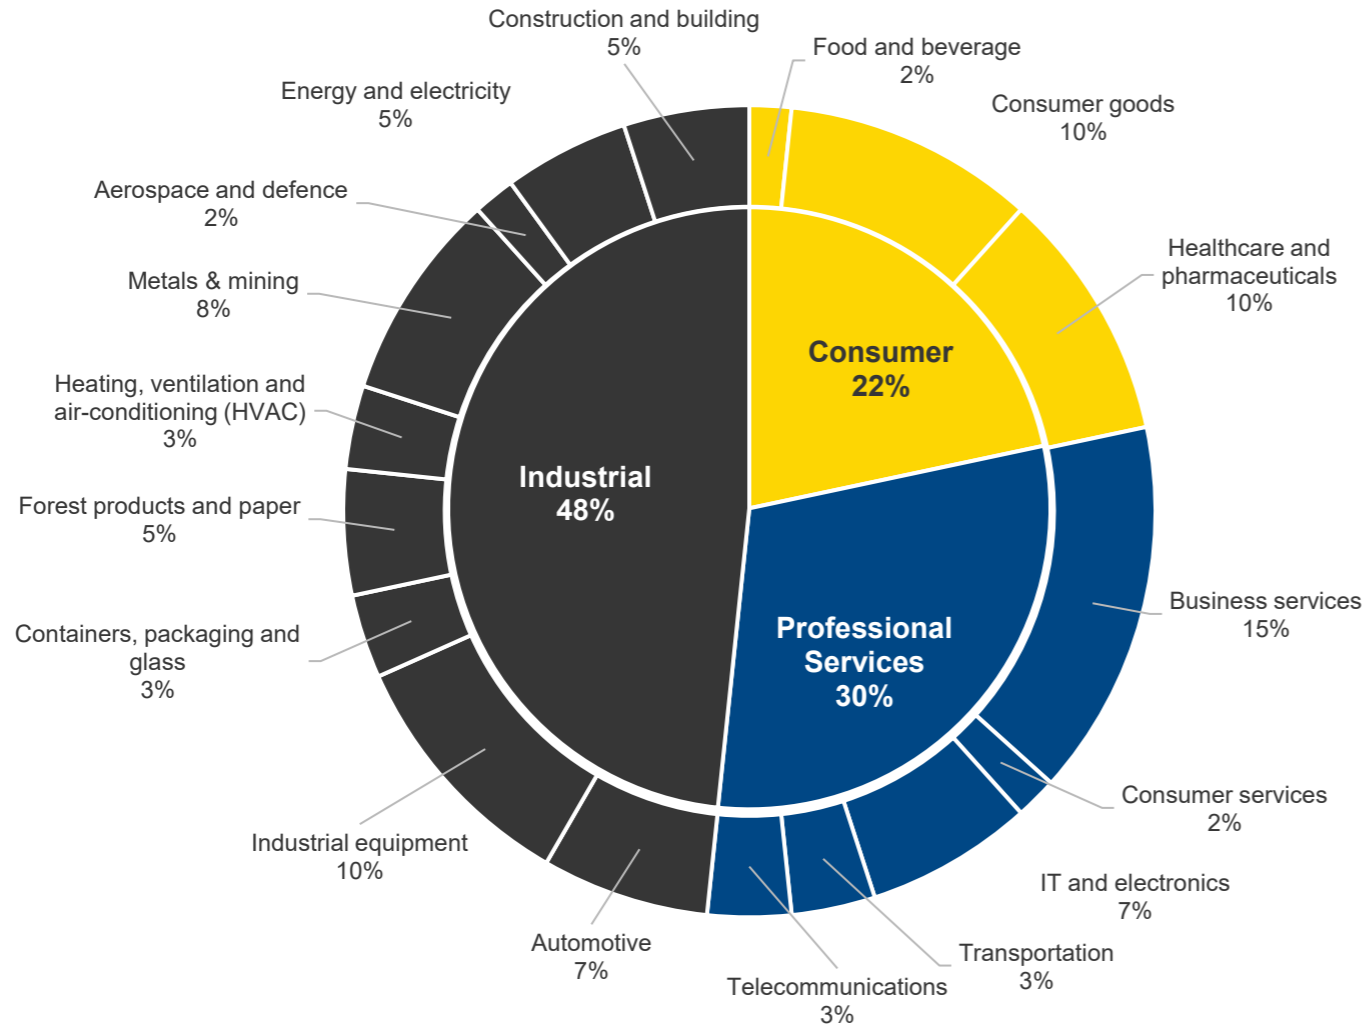 Construction and building
5%
Food and beverage
2%
Consumer goods
10%
Healthcare and
pharmaceuticals
10%
Business services
15%
Consumer services
2%
IT and electronics
7%
Transportation
3%
Telecommunications
3%
Automotive
7%
Industrial equipment
10%
Containers, packaging and
glass
3%
Forest products and paper
5%
Heating, ventilation and
air-conditioning (HVAC)
3%
Metals & mining
8%
Aerospace and defence
2%
Energy and electricity
5%
Consumer
22%
Professional
Services
30%
Industrial
48%